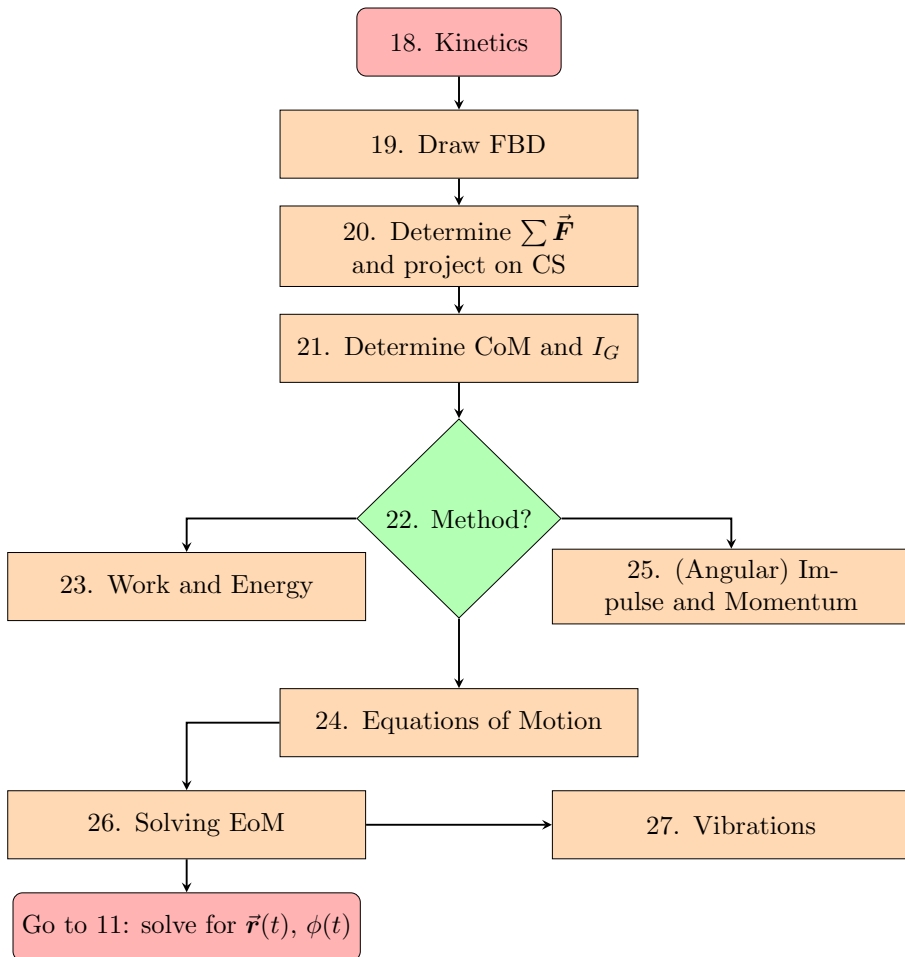 18. Kinetics
19. Draw FBD
20. Determine ∑ F⃗
and project on CS
21. Determine CoM and I_G
22. Method?
23. Work and Energy
25. (Angular) Im-
pulse and Momentum
24. Equations of Motion
26. Solving EoM
27. Vibrations
Go to 11: solve for r⃗(t), ϕ(t)